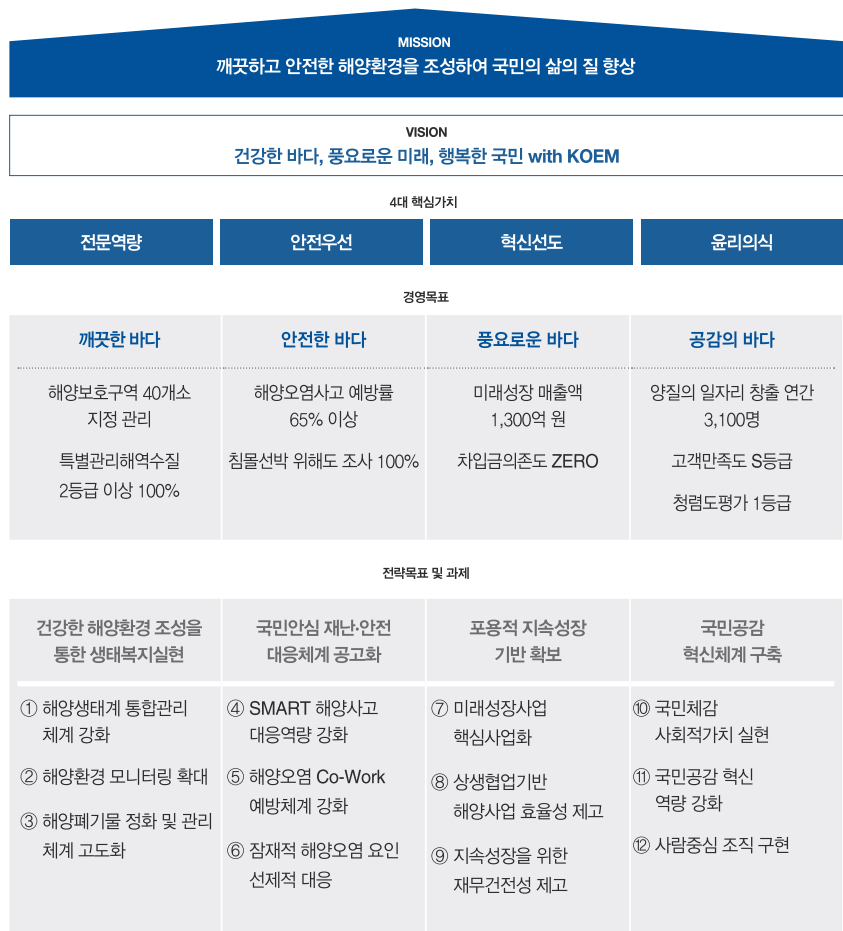 MISSION
깨끗하고 안전한 해양환경을 조성하여 국민의 삶의 질 향상
VISION
건강한 바다, 풍요로운 미래, 행복한 국민 with KOEM
4대 핵심가치
전문역량
안전우선
혁신선도
윤리의식
경영목표
깨끗한 바다
해양보호구역 40개소
지정 관리
특별관리해역수질
2등급 이상 100%
안전한 바다
해양오염사고 예방률
65% 이상
침몰선박 위해도 조사 100%
풍요로운 바다
미래성장 매출액
1,300억 원
차입금의존도 ZERO
공감의 바다
양질의 일자리 창출 연간
3,100명
고객만족도 S등급
청렴도평가 1등급
전략목표 및 과제
건강한 해양환경 조성을
통한 생태복지실현
① 해양생태계 통합관리
체계 강화
② 해양환경 모니터링 확대
③ 해양폐기물 정화 및 관리
체계 고도화
국민안심 재난·안전
대응체계 공고화
④ SMART 해양사고
대응역량 강화
⑤ 해양오염 Co-Work
예방체계 강화
⑥ 잠재적 해양오염 요인
선제적 대응
포용적 지속성장
기반 확보
⑦ 미래성장사업
핵심사업화
⑧ 상생협업기반
해양사업 효율성 제고
⑨ 지속성장을 위한
재무건전성 제고
국민공감
혁신체계 구축
⑩ 국민체감
사회적가치 실현
⑪ 국민공감 혁신
역량 강화
⑫ 사람중심 조직 구현